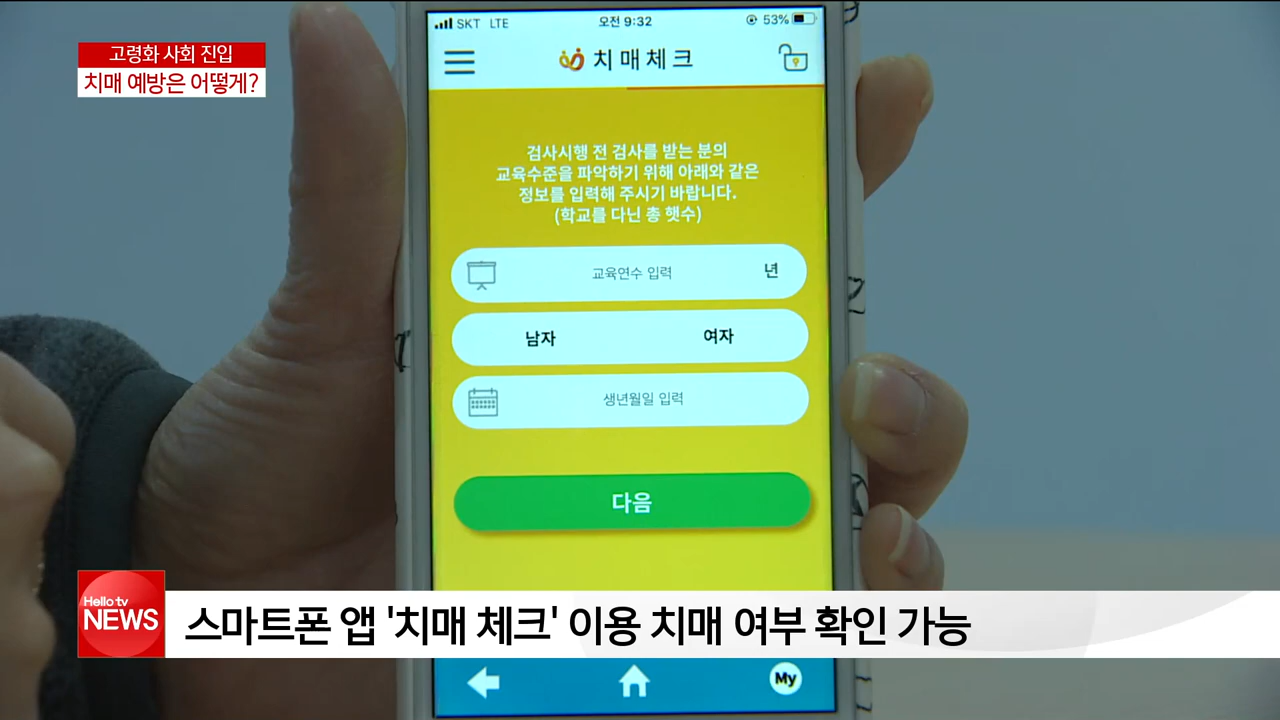 고령화 사회 진입
치매 예방은 어떻게?
SKT LTE 오전 9:32 53%
치매체크
검사시행 전 검사를 받는 분의
교육수준을 파악하기 위해 아래와 같은
정보를 입력해 주시기 바랍니다.
(학교를 다닌 총 햇수)
교육연수 입력 년
남자 여자
생년월일 입력
다음
Hello tv
NEWS
스마트폰 앱 '치매 체크' 이용 치매 여부 확인 가능
My